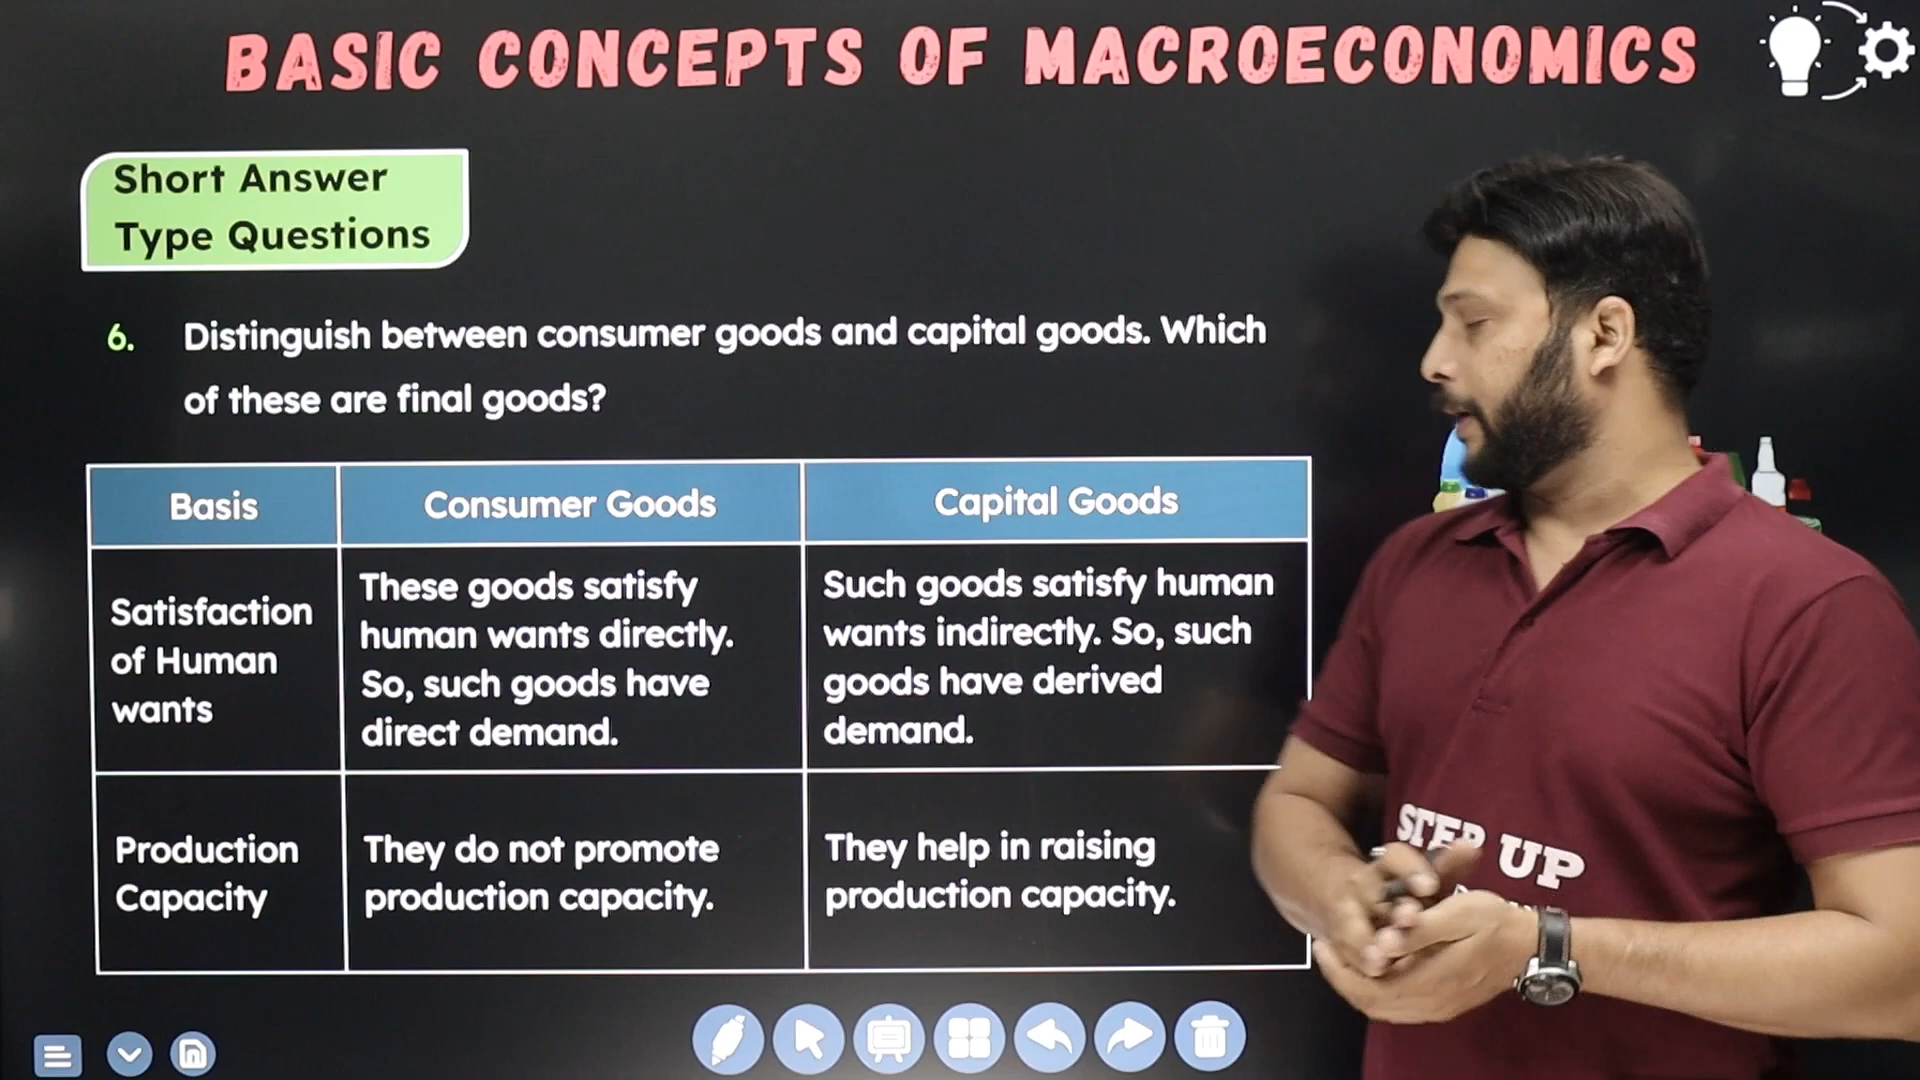 BASIC CONCEPTS OF MACROECONOMICS
Short Answer
Type Questions
6. Distinguish between consumer goods and capital goods. Which
of these are final goods?
Basis Consumer Goods Capital Goods
Satisfaction
of Human
wants
These goods satisfy
human wants directly.
So, such goods have
direct demand.
Such goods satisfy human
wants indirectly. So, such
goods have derived
demand.
Production
Capacity
They do not promote
production capacity.
They help in raising
production capacity.
STEP UP